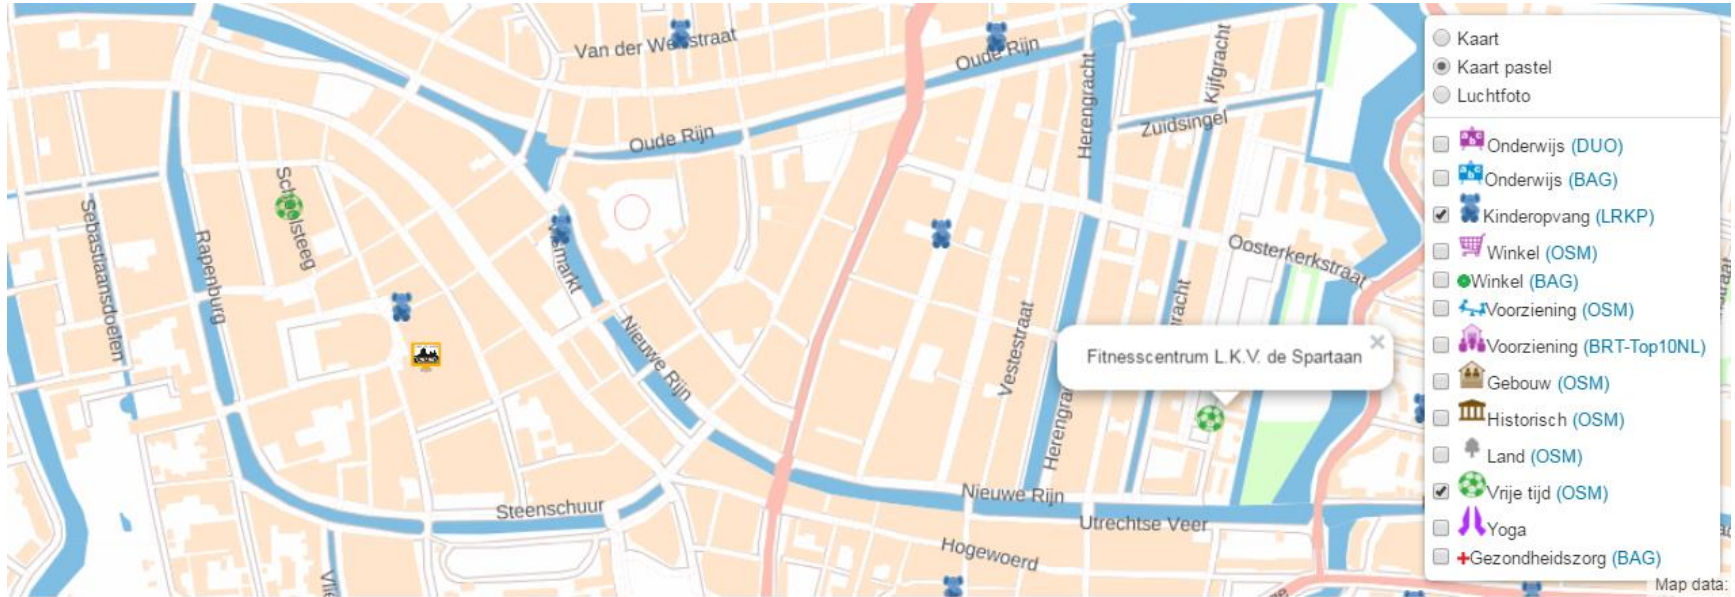 Van der Werfstraat
Oude Rijn
Kijfgracht
Herengracht
Zuidsingel
Oude Rijn
Scheelsteeg
Sebastiaansdoelen
Rapenburg
Oosterkerkstraat
Nieuwe Rijn
Vestestraat
Fitnesscentrum L.K.V. de Spartaan
×
Steenschuur
Nieuwe Rijn
Utrechtse Veer
Hogewoerd
Kaart
Kaart pastel
Luchtfoto
Onderwijs (DUO)
Onderwijs (BAG)
Kinderopvang (LRKP)
Winkel (OSM)
Winkel (BAG)
Voorziening (OSM)
Voorziening (BRT-Top10NL)
Gebouw (OSM)
Historisch (OSM)
Land (OSM)
Vrije tijd (OSM)
Yoga
Gezondheidszorg (BAG)
Map data: